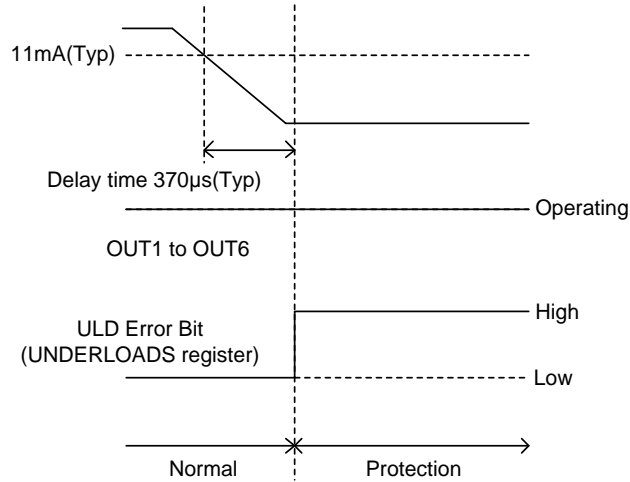 11mA(Typ)
Delay time 370µs(Typ)
Operating
OUT1 to OUT6
High
ULD Error Bit
(UNDERLOADS register)
Low
Normal
Protection